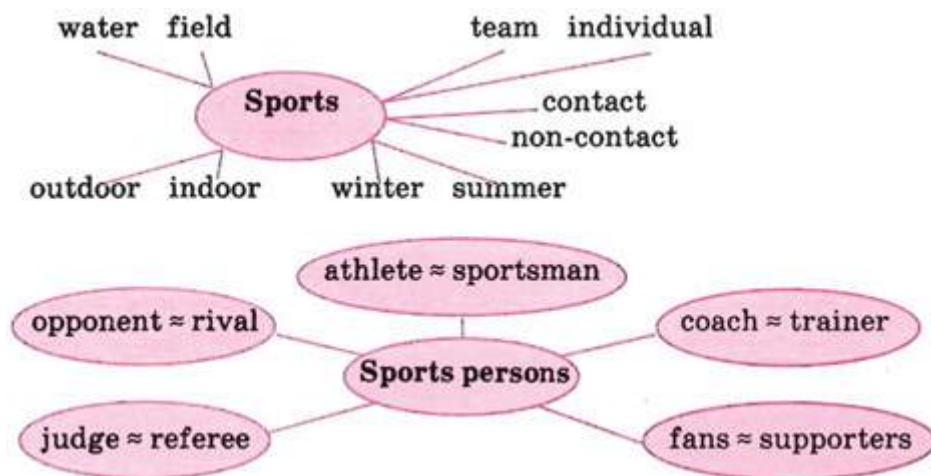 water field team individual
Sports
contact
non-contact
outdoor indoor winter summer
athlete ≈ sportsman
opponent ≈ rival coach ≈ trainer
Sports persons
judge ≈ referee fans ≈ supporters